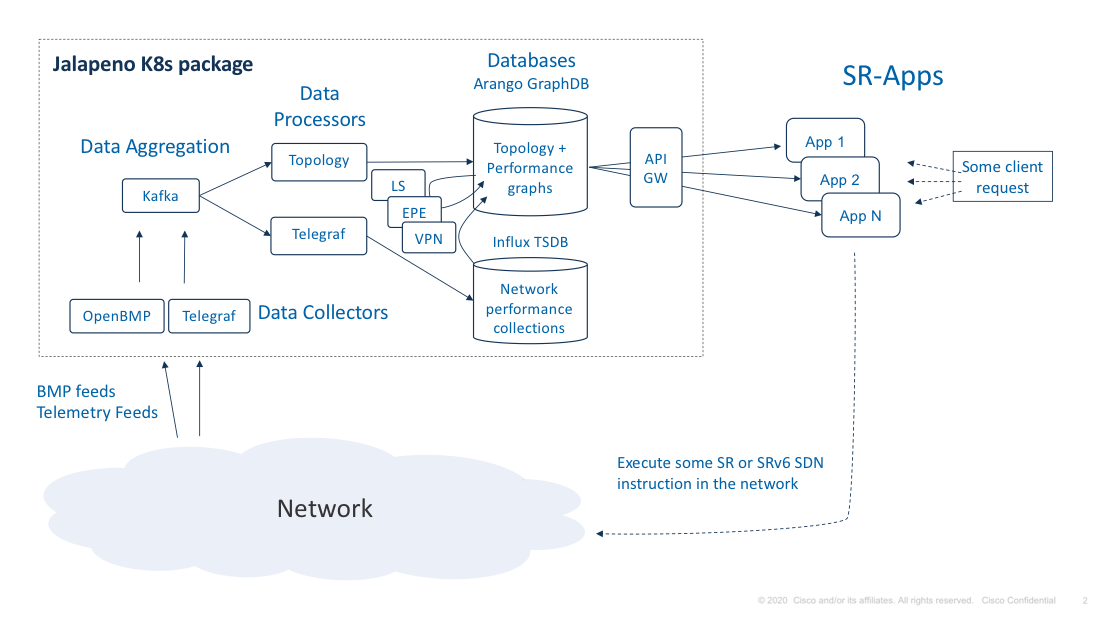 Jalapeno K8s package
Databases
Arango GraphDB
SR-Apps
Data
Processors
Data Aggregation
Topology
Kafka
LS
EPE
VPN
Telegraf
Topology +
Performance
graphs
API
GW
App 1
App 2
App N
Some client
request
Influx TSDB
Network
performance
collections
OpenBMP
Telegraf
Data Collectors
BMP feeds
Telemetry Feeds
Execute some SR or SRv6 SDN
instruction in the network
Network
© 2020 Cisco and/or its affiliates. All rights reserved. Cisco Confidential
2